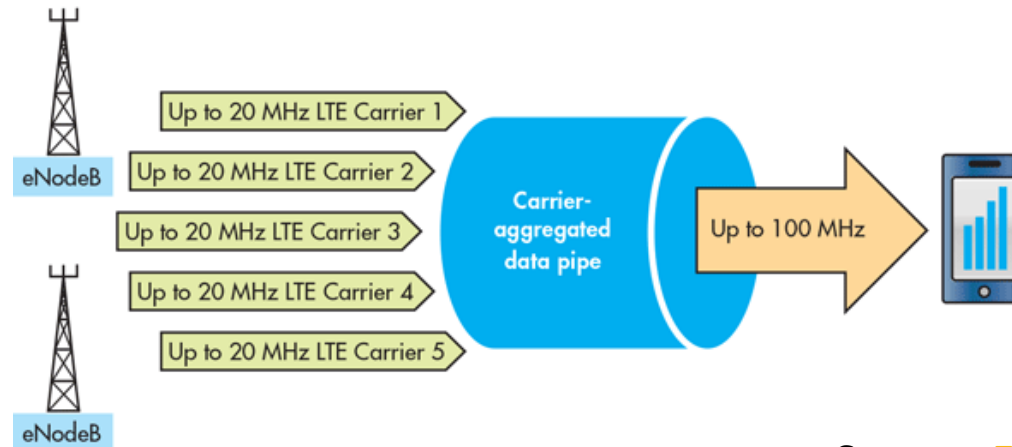 eNodeB
Up to 20 MHz LTE Carrier 1
Up to 20 MHz LTE Carrier 2
Up to 20 MHz LTE Carrier 3
Up to 20 MHz LTE Carrier 4
Up to 20 MHz LTE Carrier 5
eNodeB
Carrier-
aggregated
data pipe
Up to 100 MHz